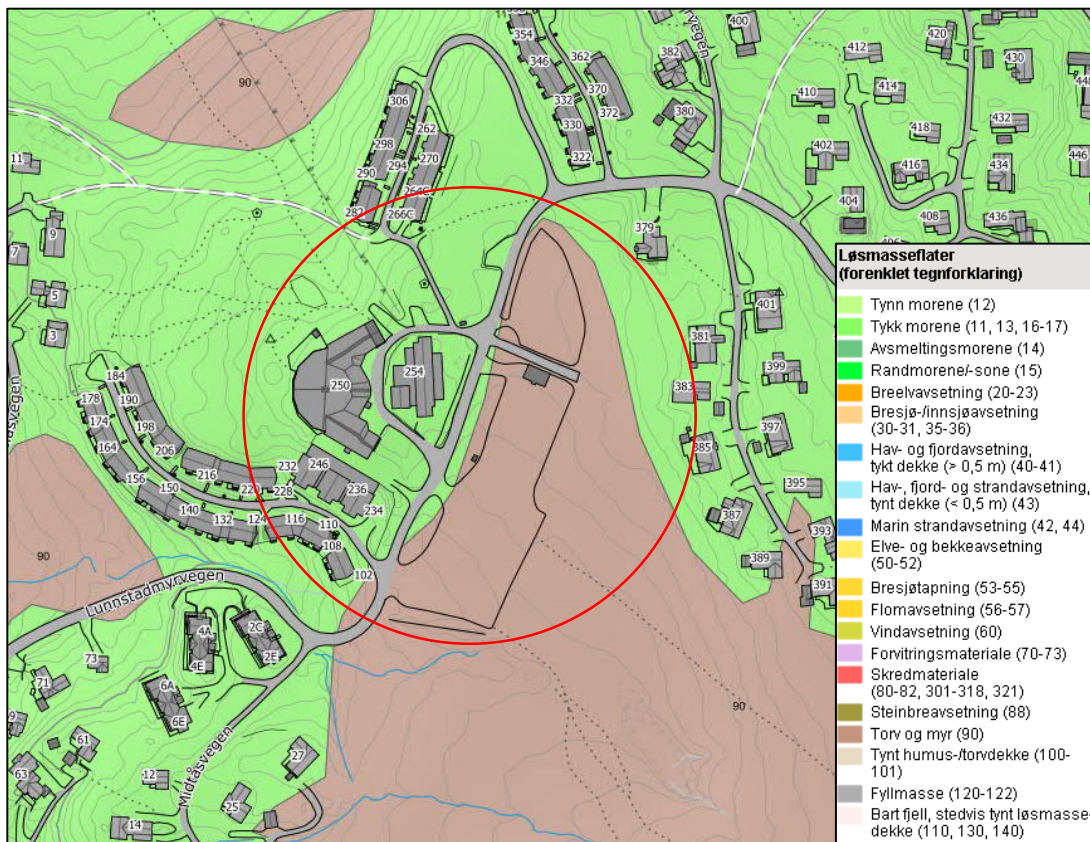 354
346
362
382
400
420
412
430
90
410
414
448
306
332
370
372
330
380
418
432
298
262
402
11
294
270
322
416
434
446
290
264C
282
266C
404
408
436
9
379
7
5
401
3
381
250
254
399
184
383
178
190
174
198
397
385
164
206
232
246
156
216
220
228
236
395
150
234
387
140
132
124
116
110
393
90
108
389
102
391
Lunnstadmyrvegen
4A
2C
73
4E
2E
71
6A
6E
90
61
27
63
12
Midtåsvegen
25
14
Løsmasseflater
(forenklet tegnforklaring)
Tynn morene (12)
Tykk morene (11, 13, 16-17)
Avsmeltingsmorene (14)
Randmorene/-sone (15)
Breelvavsetning (20-23)
Bresjø-/innsjøavsetning
(30-31, 35-36)
Hav- og fjordavsetning,
tykt dekke (> 0,5 m) (40-41)
Hav-, fjord- og strandavsetning,
tynt dekke (< 0,5 m) (43)
Marin strandavsetning (42, 44)
Elve- og bekkeavsetning
(50-52)
Bresjøtapning (53-55)
Flomavsetning (56-57)
Vindavsetning (60)
Forvitringsmateriale (70-73)
Skredmateriale
(80-82, 301-318, 321)
Steinbreavsetning (88)
Torv og myr (90)
Tynt humus-/torvdekke (100-
101)
Fyllmasse (120-122)
Bart fjell, stedvis tynt løsmasse-
dekke (110, 130, 140)